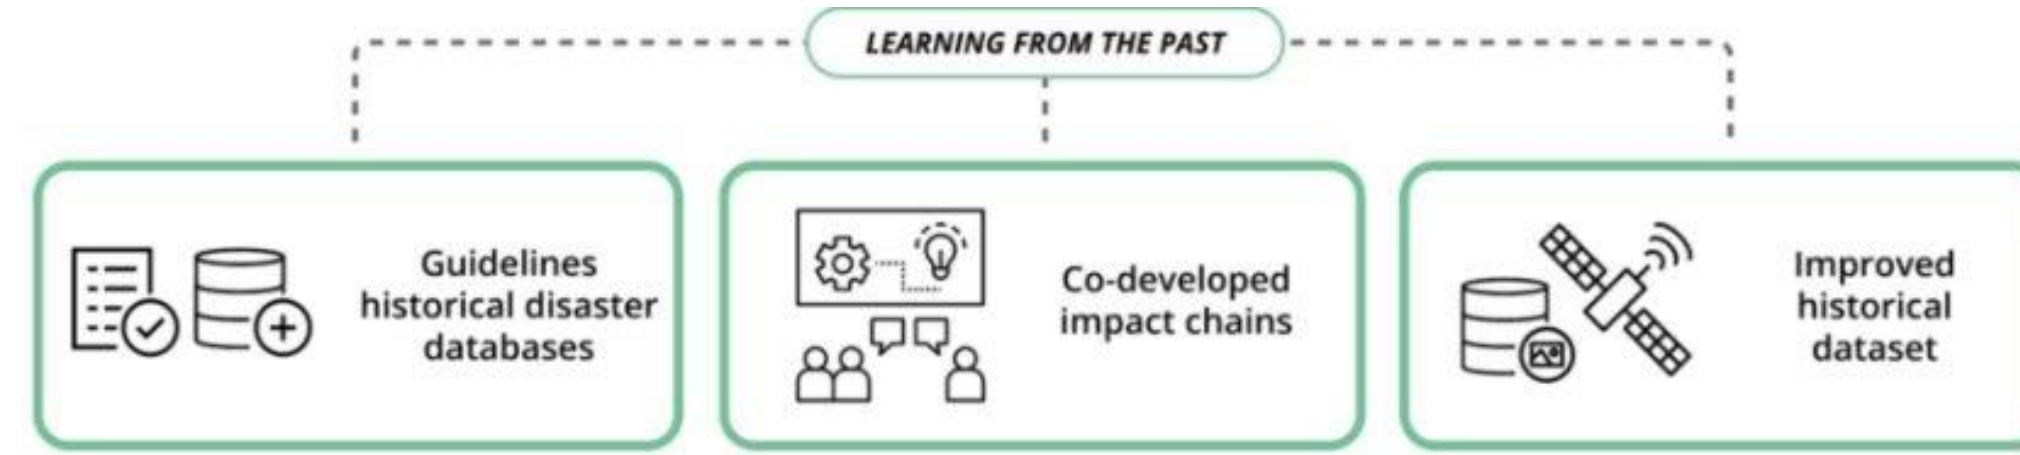 LEARNING FROM THE PAST
Guidelines
historical disaster
databases
Co-developed
impact chains
Improved
historical
dataset